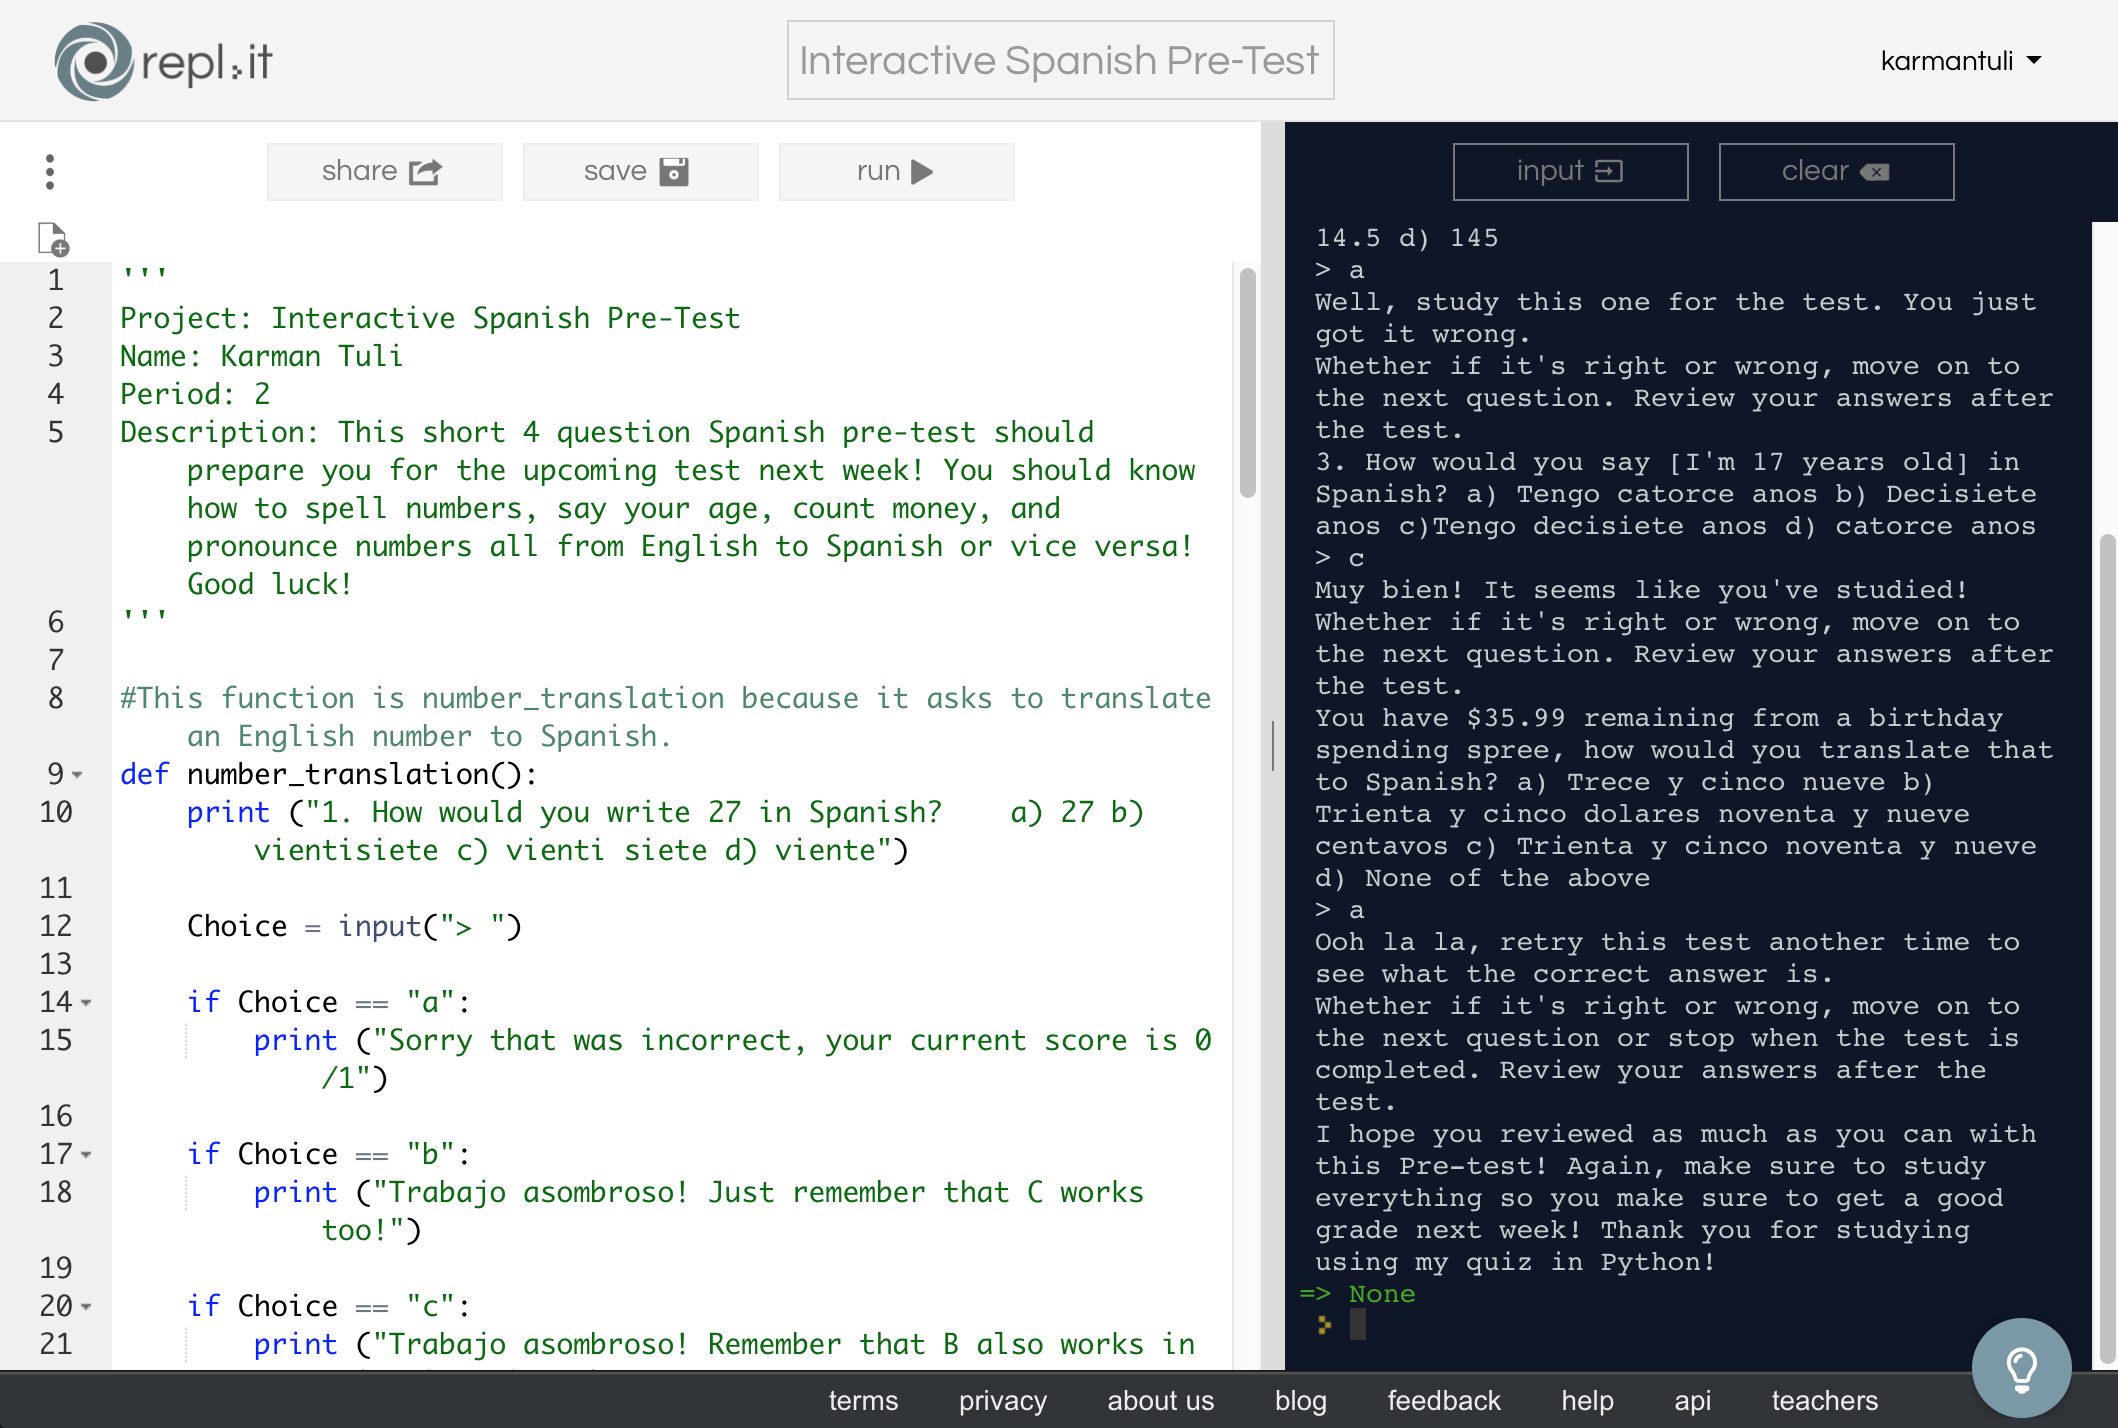 repl.it
Interactive Spanish Pre-Test
karmantuli
share
save
run
1 '''
2 Project: Interactive Spanish Pre-Test
3 Name: Karman Tuli
4 Period: 2
5 Description: This short 4 question Spanish pre-test should
prepare you for the upcoming test next week! You should know
how to spell numbers, say your age, count money, and
pronounce numbers all from English to Spanish or vice versa!
Good luck!
6 '''
7
8 #This function is number_translation because it asks to translate
an English number to Spanish.
9 def number_translation():
10 print ("1. How would you write 27 in Spanish?    a) 27 b)
vientisiete c) vienti siete d) viente")
11
12 Choice = input("> ")
13
14 if Choice == "a":
15 print ("Sorry that was incorrect, your current score is 0
/1")
16
17 if Choice == "b":
18 print ("Trabajo asombroso! Just remember that C works
too!")
19
20 if Choice == "c":
21 print ("Trabajo asombroso! Remember that B also works in
input
clear
14.5 d) 145
> a
Well, study this one for the test. You just
got it wrong.
Whether if it's right or wrong, move on to
the next question. Review your answers after
the test.
3. How would you say [I'm 17 years old] in
Spanish? a) Tengo catorce anos b) Decisiete
anos c)Tengo decisiete anos d) catorce anos
> c
Muy bien! It seems like you've studied!
Whether if it's right or wrong, move on to
the next question. Review your answers after
the test.
You have $35.99 remaining from a birthday
spending spree, how would you translate that
to Spanish? a) Trece y cinco nueve b)
Trienta y cinco dolares noventa y nueve
centavos c) Trienta y cinco noventa y nueve
d) None of the above
> a
Ooh la la, retry this test another time to
see what the correct answer is.
Whether if it's right or wrong, move on to
the next question or stop when the test is
completed. Review your answers after the
test.
I hope you reviewed as much as you can with
this Pre-test! Again, make sure to study
everything so you make sure to get a good
grade next week! Thank you for studying
using my quiz in Python!
=> None
terms privacy about us blog feedback help api teachers